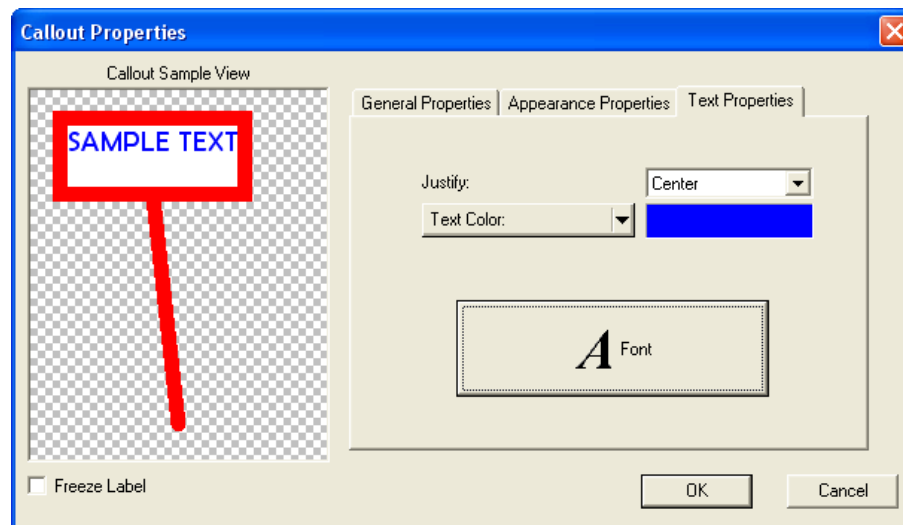 Callout Properties
Callout Sample View
SAMPLE TEXT
General Properties
Appearance Properties
Text Properties
Justify:
Center
Text Color:
A Font
Freeze Label
OK
Cancel